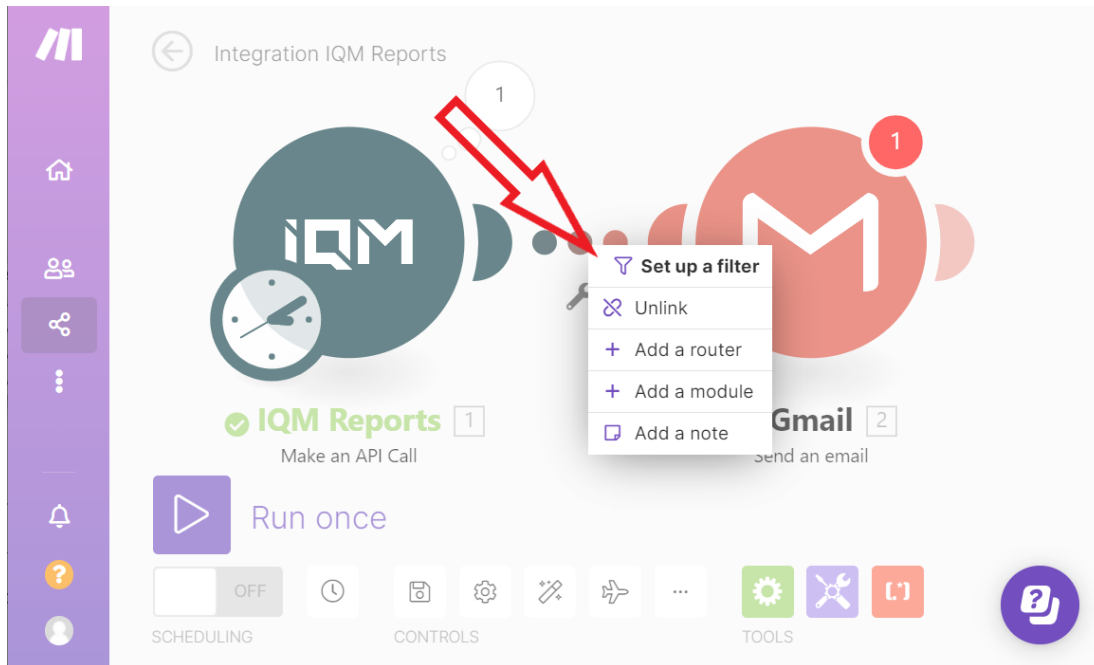 Integration IQM Reports
1
1
IQM
M
Set up a filter
Unlink
Add a router
Add a module
Add a note
IQM Reports 1
Gmail 2
Make an API Call
Send an email
Run once
OFF
?
SCHEDULING
CONTROLS
TOOLS
?